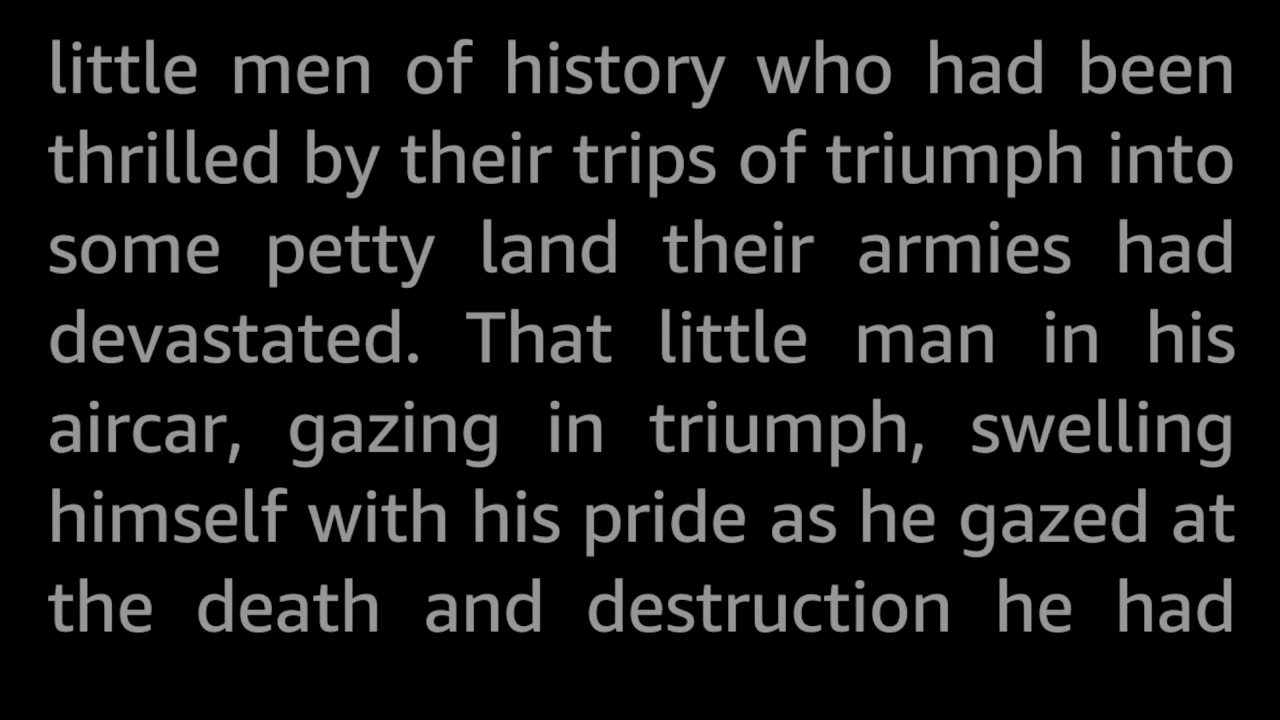 little men of history who had been
thrilled by their trips of triumph into
some petty land their armies had
devastated. That little man in his
aircar, gazing in triumph, swelling
himself with his pride as he gazed at
the death and destruction he had